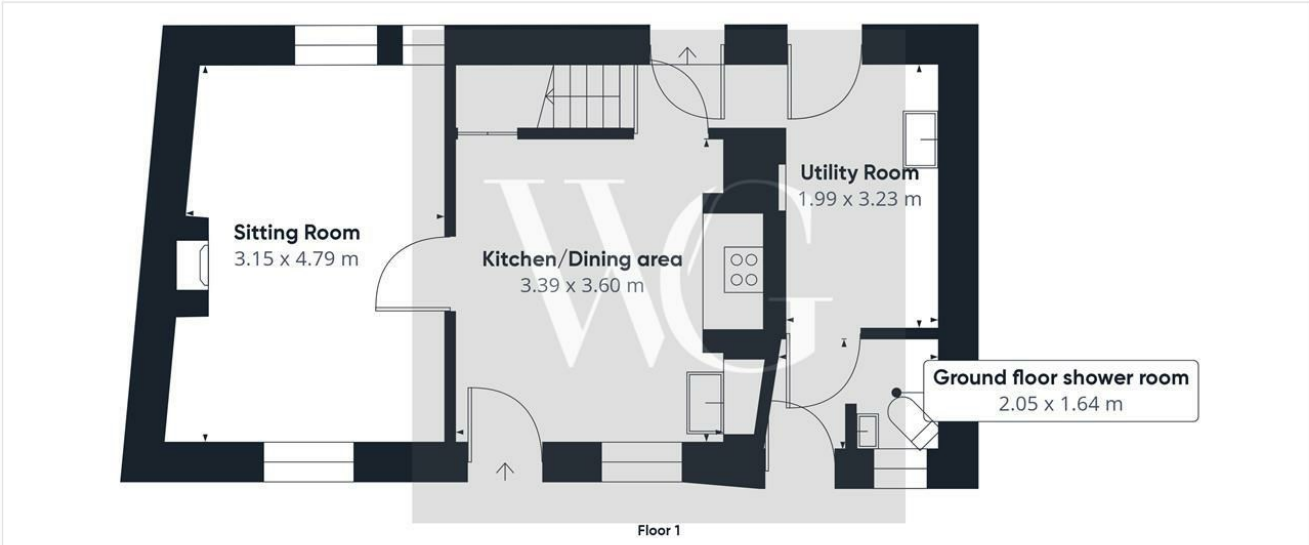 Utility Room
1.99 x 3.23 m
Sitting Room
3.15 x 4.79 m
Kitchen/Dining area
3.39 x 3.60 m
WG
Ground floor shower room
2.05 x 1.64 m
Floor 1